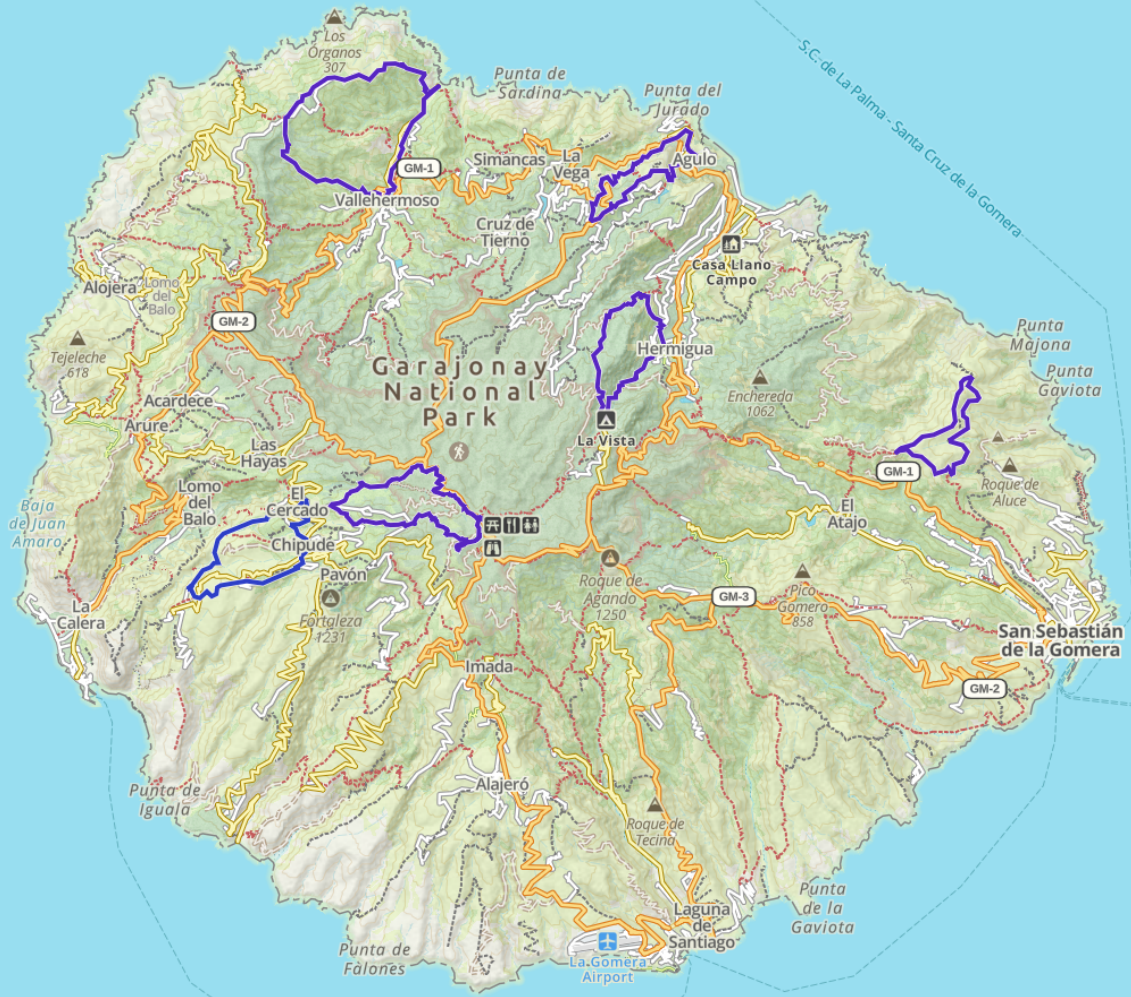 Los
Órganos
307
Punta de
Sardina
Punta del
Jurado
S.C. de La Palma - Santa Cruz de la Gomera
GM-1
Simancas
La
Vega
Agulo
Vallehermoso
Cruz de
Tierno
Casa Llano
Campo
Alojera
Lomo
del
Balo
GM-2
Tejeleche
618
Garajonay
National
Park
Hermigua
Punta
Majona
Punta
Gaviota
Enchereda
1062
Acardece
Arure
La Vista
Las
Hayas
GM-1
Roque de
Aluce
Lomo
del
Balo
El
Cercado
El
Atajo
Baja
de Juan
Amaro
Chipude
Pavón
Fortaleza
1231
Roque de
Agando
1250
GM-3
Pico
Gomero
858
La
Calera
San Sebastián
de la Gomera
Imada
GM-2
Punta de
Iguala
Alajeró
Roque de
Tecina
Punta
de la
Gaviota
Laguna
de
Santiago
Punta de
Falones
La Gomera
Airport